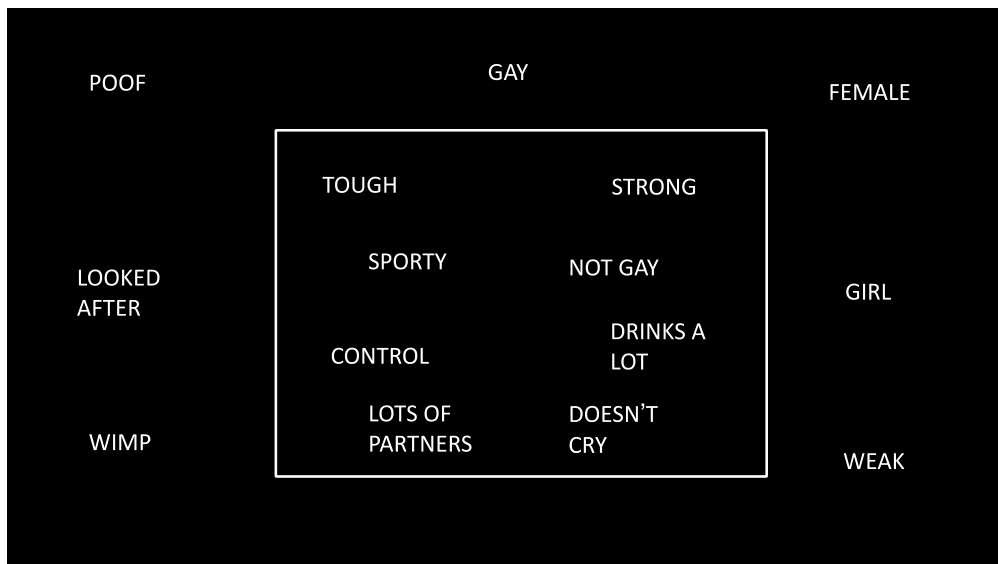 POOF
GAY
FEMALE
TOUGH
STRONG
SPORTY
NOT GAY
LOOKED
AFTER
GIRL
DRINKS A
LOT
CONTROL
LOTS OF
PARTNERS
DOESN’T
CRY
WIMP
WEAK